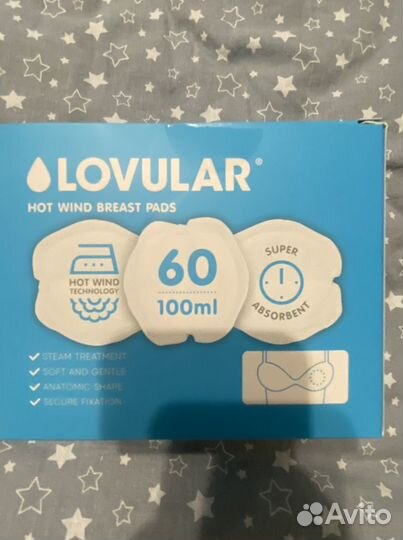 LOVULAR®
HOT WIND BREAST PADS
HOT WIND
TECHNOLOGY
60
100ml
SUPER
ABSORBENT
STEAM TREATMENT
SOFT AND GENTLE
ANATOMIC SHAPE
SECURE FIXATION
Avito